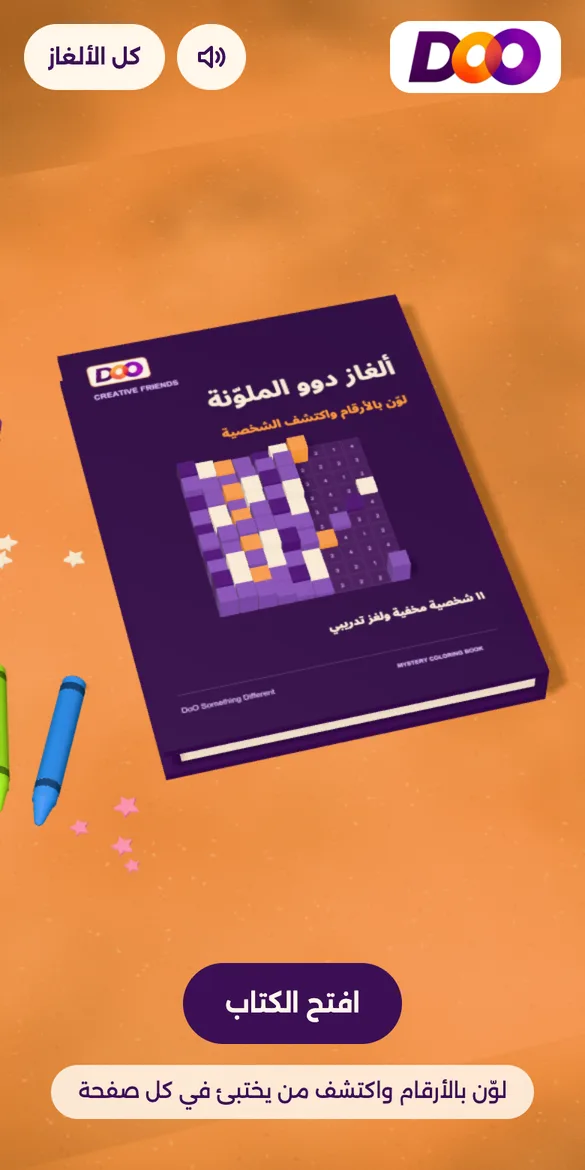 كل الألغاز
DOO
DOO
CREATIVE FRIENDS
ألغاز دوو الملوّنة
لوّن بالأرقام واكتشف الشخصية
١١ شخصية مخفية ولغز تدريبي
MYSTERY COLORING BOOK
DoO Something Different
افتح الكتاب
لوّن بالأرقام واكتشف من يختبئ في كل صفحة